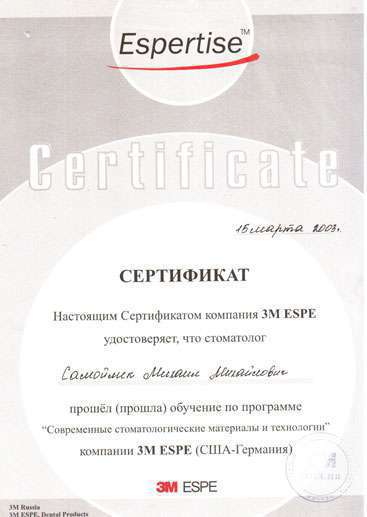 Espertise™
Certificate
15 марта 2003г.
СЕРТИФИКАТ
Настоящим Сертификатом компания 3M ESPE
удостоверяет, что стоматолог
Михаил Михайлович
прошёл (прошла) обучение по программе
“Современные стоматологические материалы и технологии”
компании 3M ESPE (США-Германия)
3M ESPE
3M Russia
3M ESPE, Dental Products